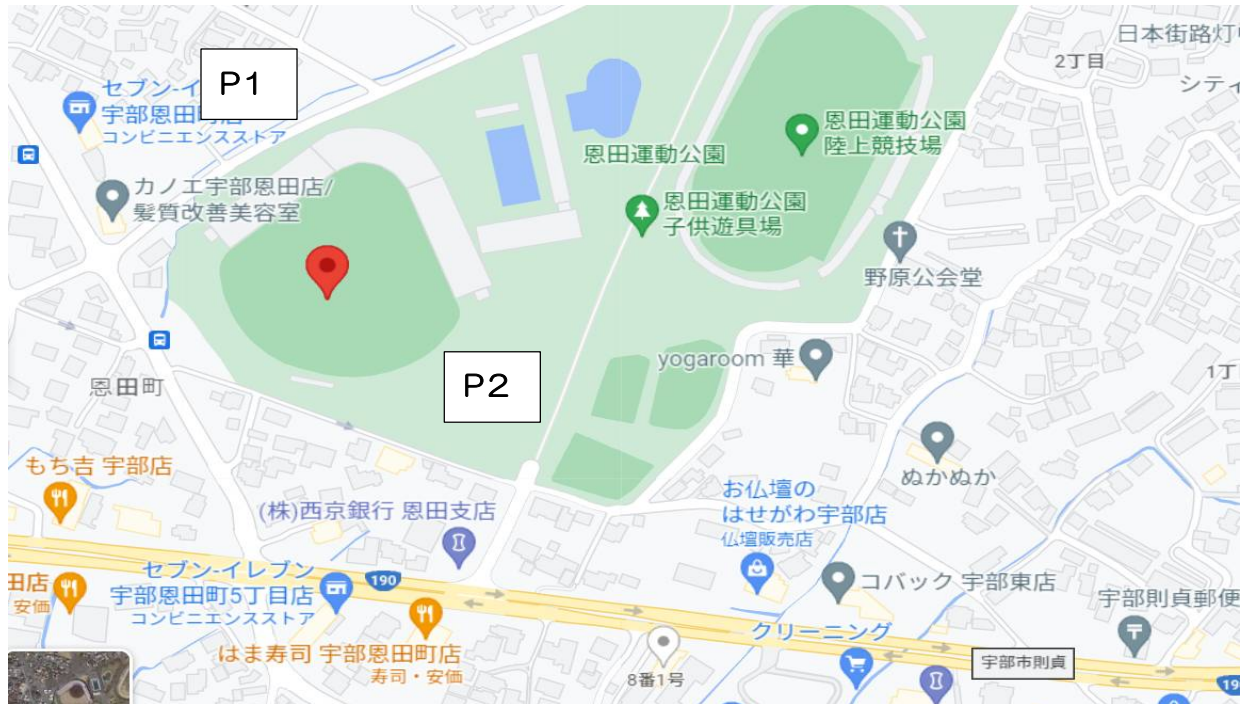 日本街路灯
2丁目
シティ
P1
セブン-イ
宇部恩田町店
コンビニエンスストア
恩田運動公園
陸上競技場
恩田運動公園
カノエ宇部恩田店/
髪質改善美容室
恩田運動公園
子供遊具場
野原公会堂
yogaroom 華
P2
恩田町
1丁
もち吉 宇部店
ぬかぬか
(株)西京銀行 恩田支店
お仏壇の
はせがわ宇部店
仏壇販売店
田店
安価
セブン-イレブン
宇部恩田町5丁目店
コンビニエンスストア
190
コバック 宇部東店
宇部則貞郵便
はま寿司 宇部恩田町店
寿司・安価
クリーニング
8番1号
宇部市則貞
19